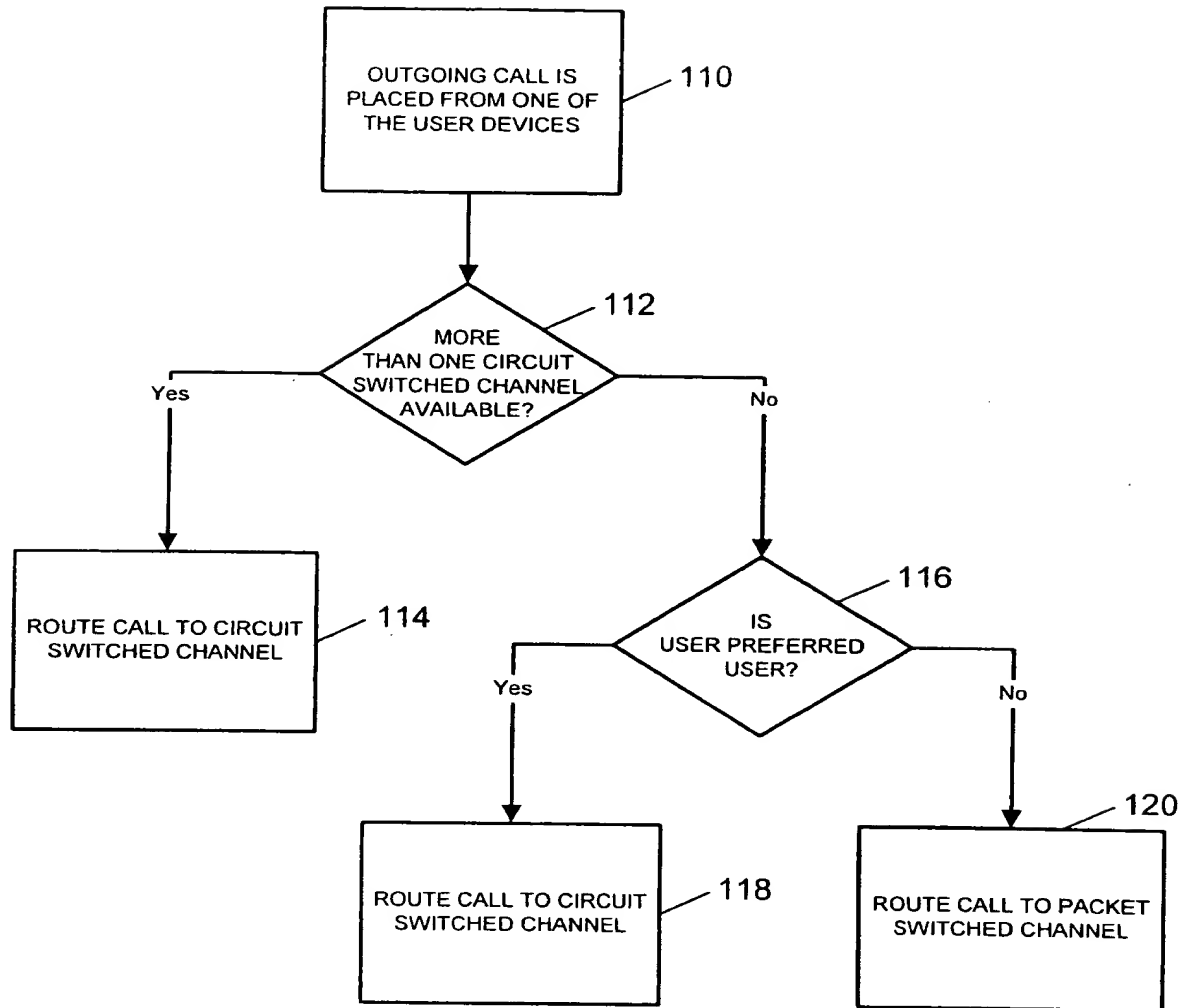 OUTGOING CALL IS
PLACED FROM ONE OF
THE USER DEVICES
110
MORE
THAN ONE CIRCUIT
SWITCHED CHANNEL
AVAILABLE?
112
Yes
No
ROUTE CALL TO CIRCUIT
SWITCHED CHANNEL
114
IS
USER PREFERRED
USER?
116
Yes
No
ROUTE CALL TO CIRCUIT
SWITCHED CHANNEL
118
ROUTE CALL TO PACKET
SWITCHED CHANNEL
120